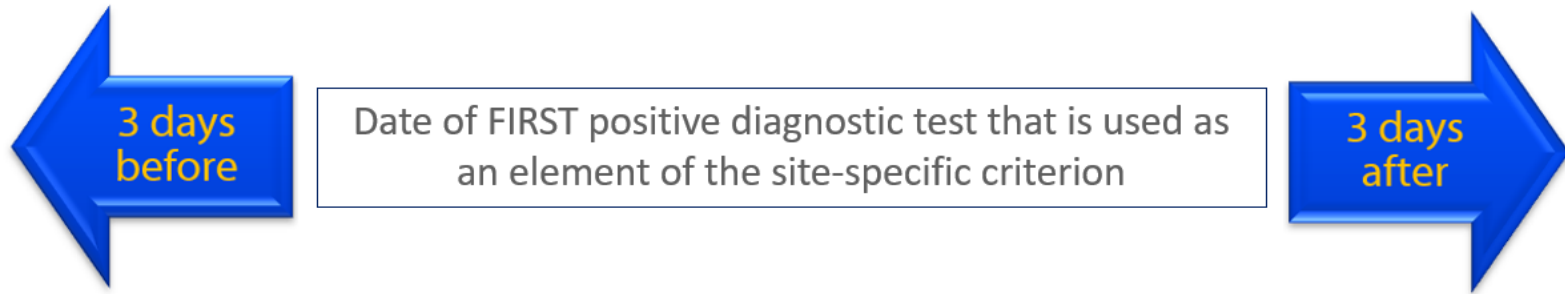 3 days
before
Date of FIRST positive diagnostic test that is used as
an element of the site-specific criterion
3 days
after